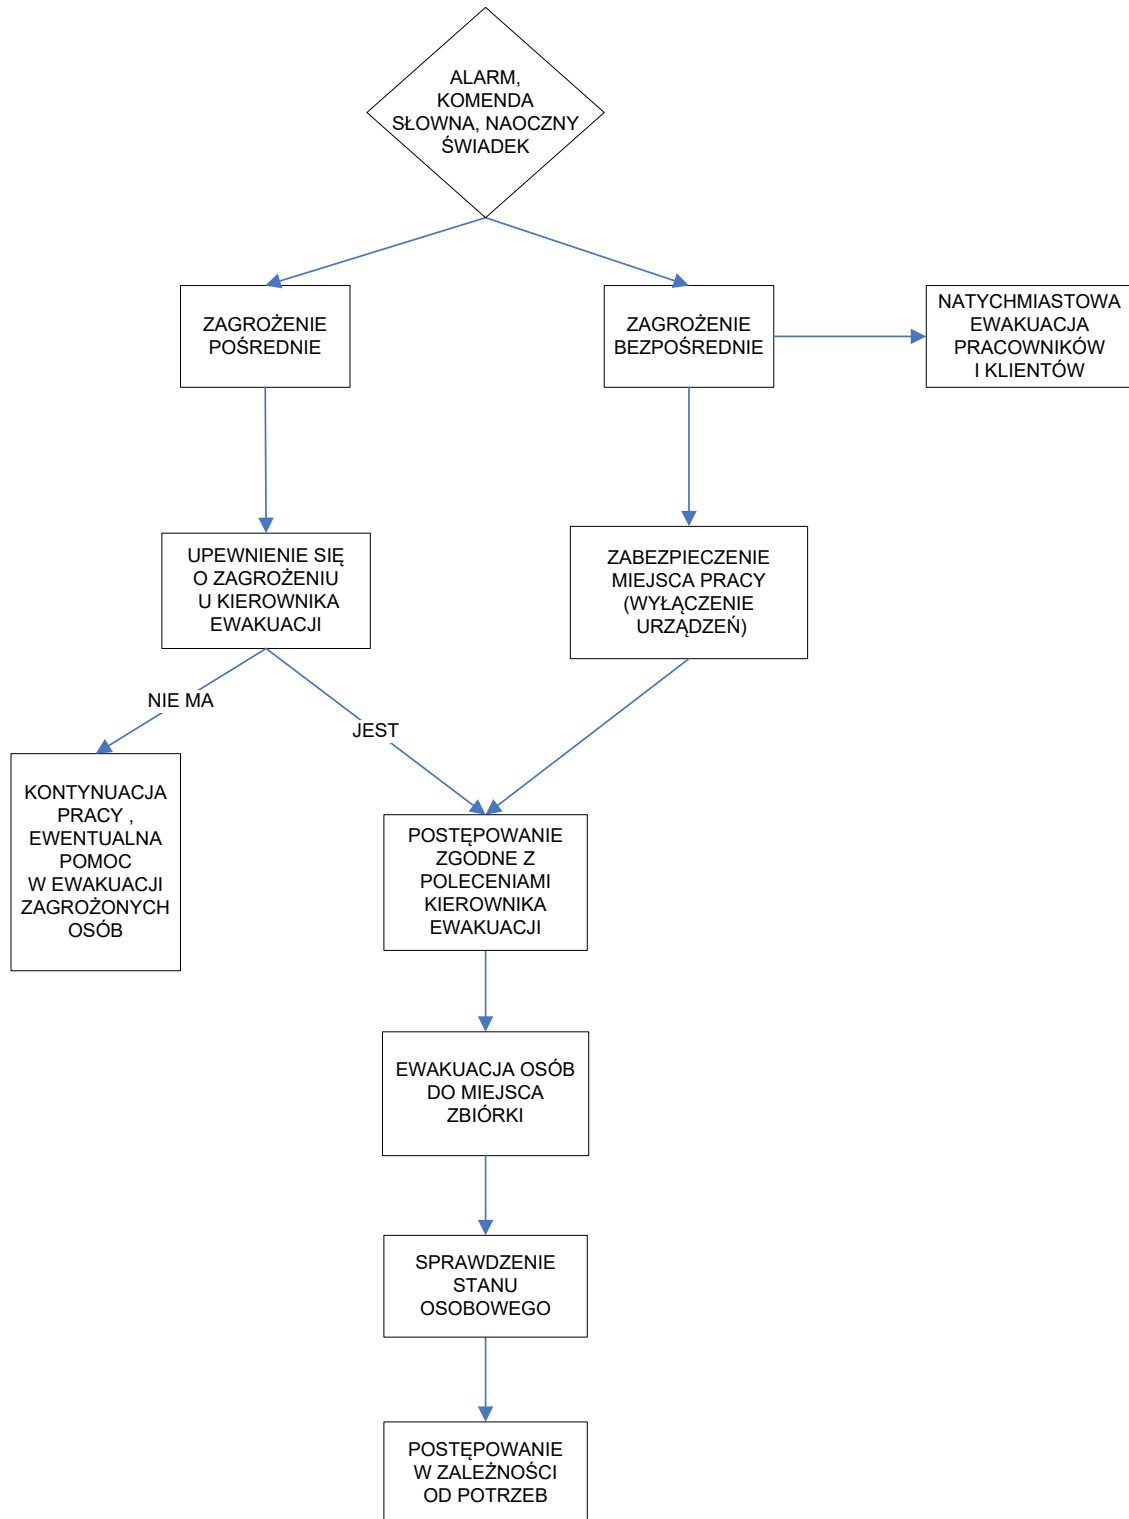 ALARM,
KOMENDA
SŁOWNA, NAOCZNY
ŚWIADEK
ZAGROŻENIE
POŚREDNIE
ZAGROŻENIE
BEZPOŚREDNIE
NATYCHMIASTOWA
EWAKUACJA
PRACOWNIKÓW
I KLIENTÓW
UPEWNIENIE SIĘ
O ZAGROŻENIU
U KIEROWNIKA
EWAKUACJI
ZABEZPIECZENIE
MIEJSCA PRACY
(WYŁĄCZENIE
URZĄDZEŃ)
NIE MA
JEST
KONTYNUACJA
PRACY ,
EWENTUALNA
POMOC
W EWAKUACJI
ZAGROŻONYCH
OSÓB
POSTĘPOWANIE
ZGODNE Z
POLECENIAMI
KIEROWNIKA
EWAKUACJI
EWAKUACJA OSÓB
DO MIEJSCA
ZBIÓRKI
SPRAWDZENIE
STANU
OSOBOWEGO
POSTĘPOWANIE
W ZALEŻNOŚCI
OD POTRZEB